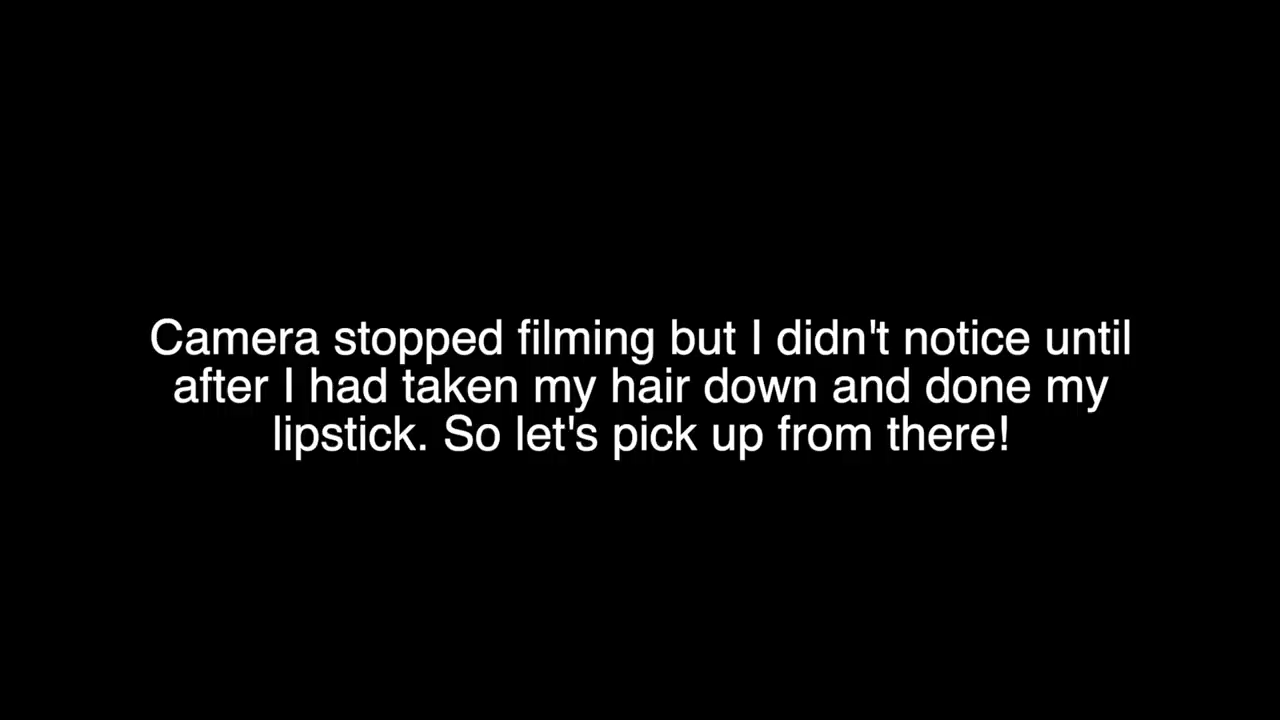 Camera stopped filming but I didn't notice until
after I had taken my hair down and done my
lipstick. So let's pick up from there!